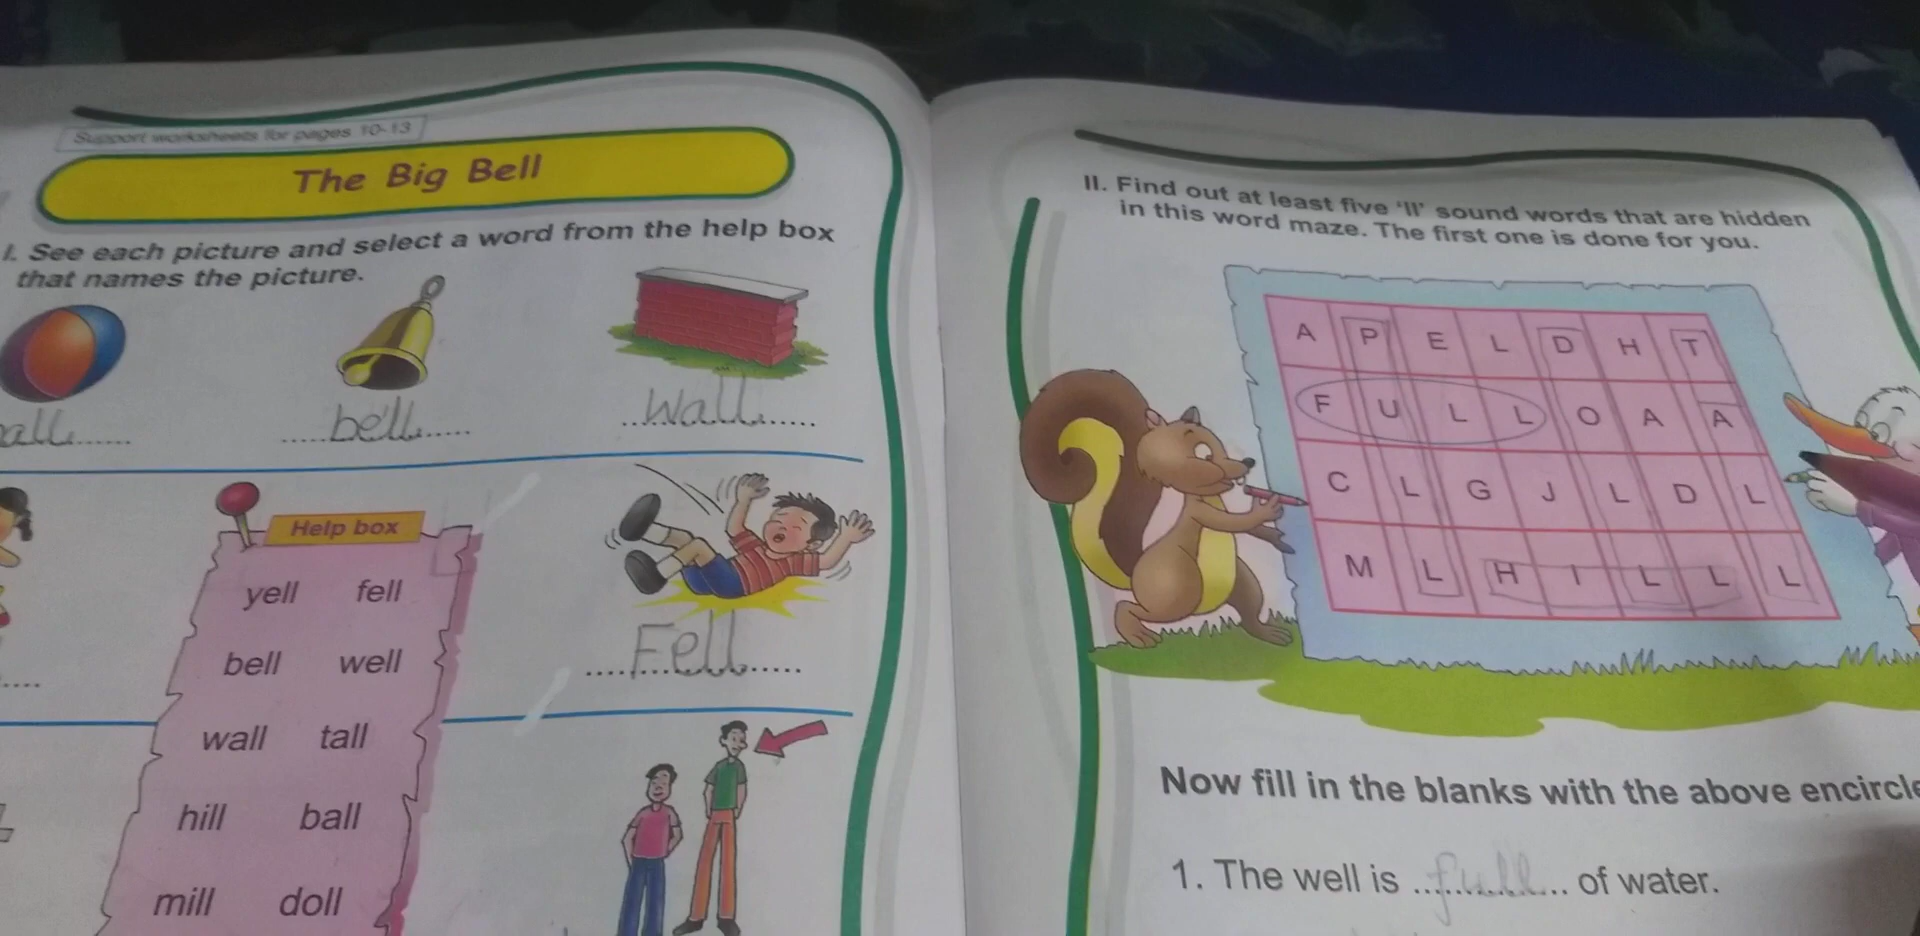 Support worksheets for pages 10-13
The Big Bell
I. See each picture and select a word from the help box
that names the picture.
all
bell
Wall
Help box
yell fell
bell well
wall tall
hill ball
mill doll
Fell
II. Find out at least five 'll' sound words that are hidden
in this word maze. The first one is done for you.
A P E L D H T
F U L L O A A
C L G J L D L
M L H I L L L
Now fill in the blanks with the above encircle
1. The well is ..full.. of water.